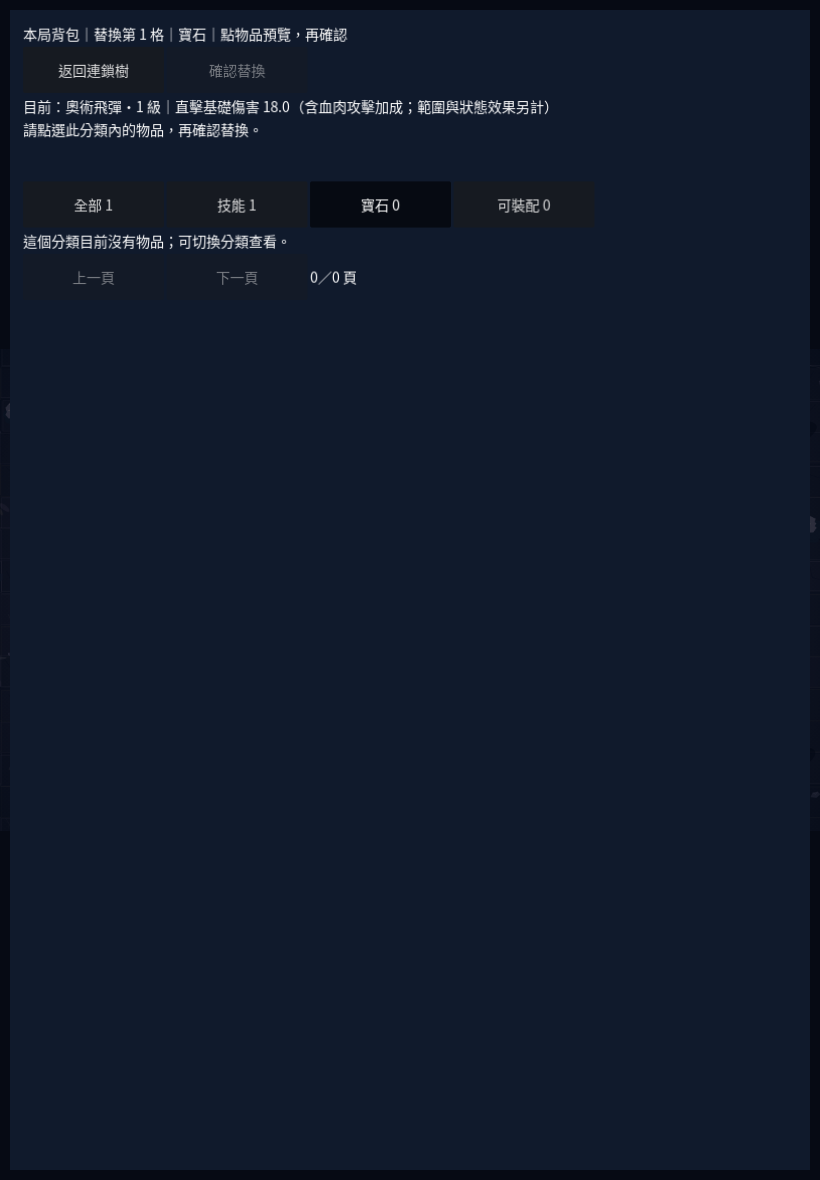 本局背包｜替換第 1 格｜寶石｜點物品預覽，再確認
返回連鎖樹 確認替換
目前：奧術飛彈・1 級｜直擊基礎傷害 18.0（含血肉攻擊加成；範圍與狀態效果另計）
請點選此分類內的物品，再確認替換。
全部 1 技能 1 寶石 0 可裝配 0
這個分類目前沒有物品；可切換分類查看。
上一頁 下一頁 0／0 頁